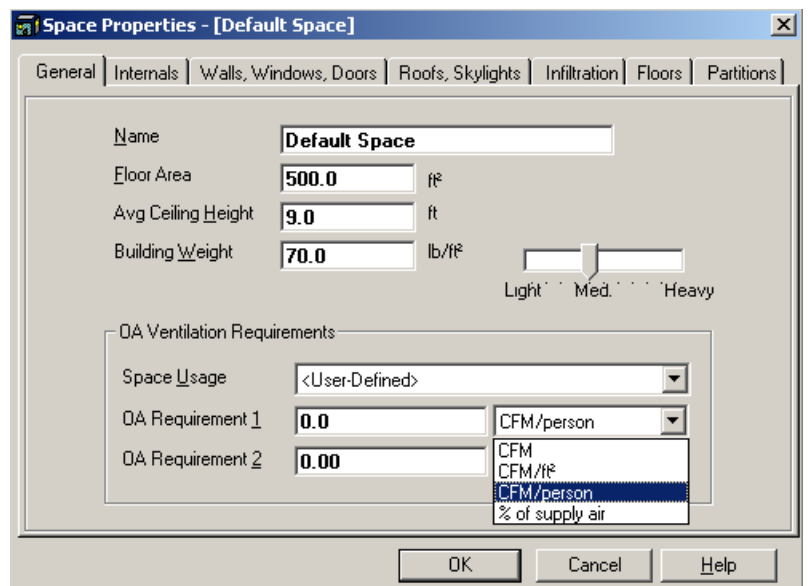 Space Properties - [Default Space]
General Internals Walls, Windows, Doors Roofs, Skylights Infiltration Floors Partitions
Name Default Space
Floor Area 500.0 ft²
Avg Ceiling Height 9.0 ft
Building Weight 70.0 lb/ft²
Light Med. Heavy
OA Ventilation Requirements
Space Usage <User-Defined>
OA Requirement 1 0.0 CFM/person
OA Requirement 2 0.00
CFM
CFM/ft²
CFM/person
% of supply air
OK Cancel Help